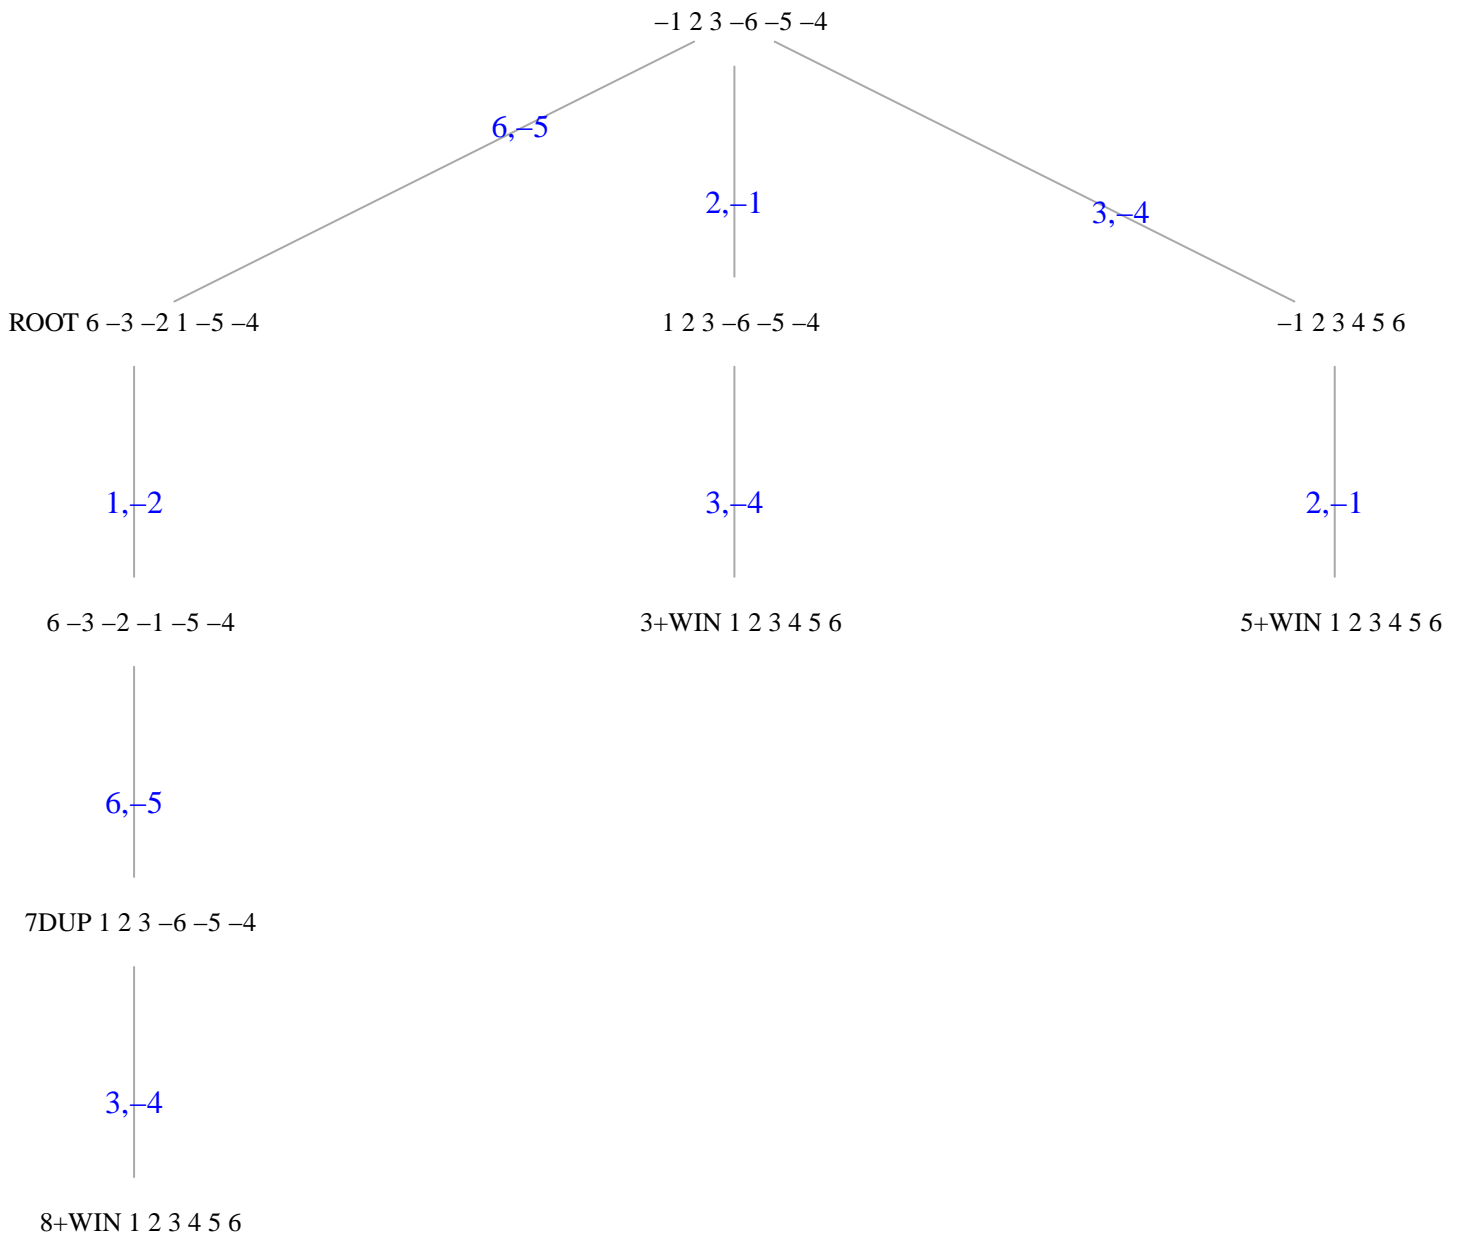 –1 2 3 –6 –5 –4
6,–5
2,–1
3,–4
ROOT 6 –3 –2 1 –5 –4
1 2 3 –6 –5 –4
–1 2 3 4 5 6
1,–2
3,–4
2,–1
6 –3 –2 –1 –5 –4
3+WIN 1 2 3 4 5 6
5+WIN 1 2 3 4 5 6
6,–5
7DUP 1 2 3 –6 –5 –4
3,–4
8+WIN 1 2 3 4 5 6